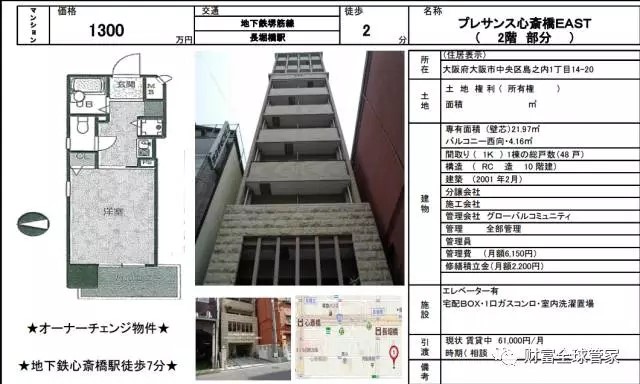 マンション
価格
1300
万円
交通
地下鉄堺筋線
長堀橋駅
徒歩
2
分
名称
プレサンス心斎橋EAST
( 2階 部分 )
玄関
MB
B
洋室
★オーナーチェンジ物件★
★地下鉄心斎橋駅徒歩7分★
心斎橋
長堀橋
所在
(住居表示)
大阪府大阪市中央区島之内1丁目14-20
土地
土 地 権 利 ( 所有権 )
面積 ㎡
建物
専有面積 (壁芯)21.97㎡
バルコニー西向・4.16㎡
間取り ( 1K ) 1棟の総戸数(48 戸)
構造 ( RC 造 10 階建)
建築 (2001 年2月)
分譲会社
施工会社
管理会社 グローバルコミュニティ
管理 全部管理
管理員
管理費 (月額6,150円)
修繕積立金(月額2,200円)
施設
エレベーター有
宅配BOX・1口ガスコンロ・室内洗濯置場
引渡
現状 賃貸中 61,000円/月
時期( 相談
備考
财富全球管家